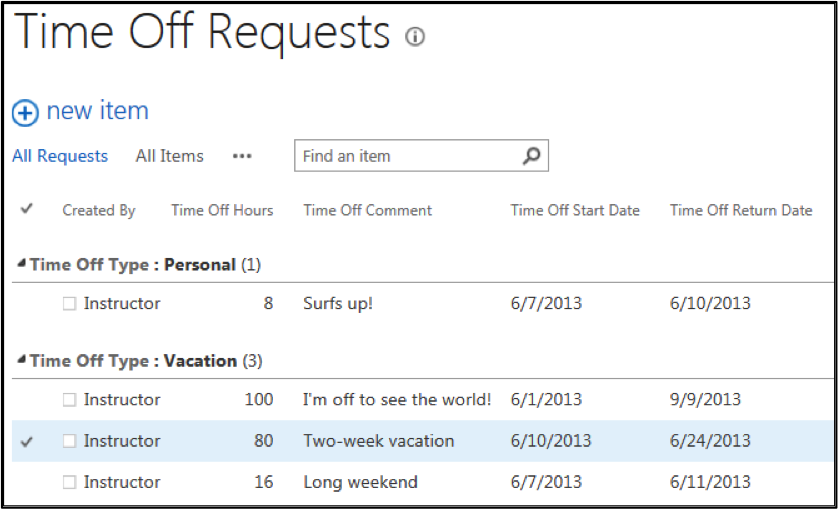 Time Off Requests
new item
All Requests All Items ••• Find an item
Created By Time Off Hours Time Off Comment Time Off Start Date Time Off Return Date
Time Off Type : Personal (1)
Instructor 8 Surfs up! 6/7/2013 6/10/2013
Time Off Type : Vacation (3)
Instructor 100 I'm off to see the world! 6/1/2013 9/9/2013
Instructor 80 Two-week vacation 6/10/2013 6/24/2013
Instructor 16 Long weekend 6/7/2013 6/11/2013